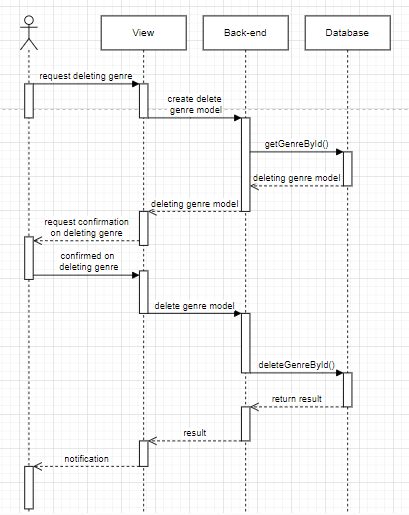 View
Back-end
Database
request deleting genre
create delete
genre model
getGenreById()
deleting genre model
deleting genre model
request confirmation
on deleting genre
confirmed on
deleting genre
delete genre model
deleteGenreById()
return result
result
notification